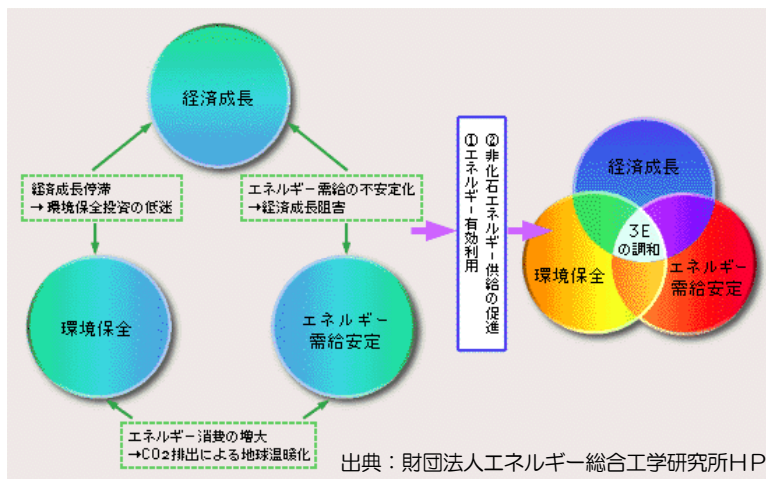 経済成長
経済成長停滞
→環境保全投資の低迷
エネルギー需給の不安定化
→経済成長阻害
環境保全
エネルギー
需給安定
エネルギー消費の増大
→CO2排出による地球温暖化
①エネルギー有効利用
②非化石エネルギー供給の促進
経済成長
3E
の調和
環境保全
エネルギー
需給安定
出典：財団法人エネルギー総合工学研究所HP